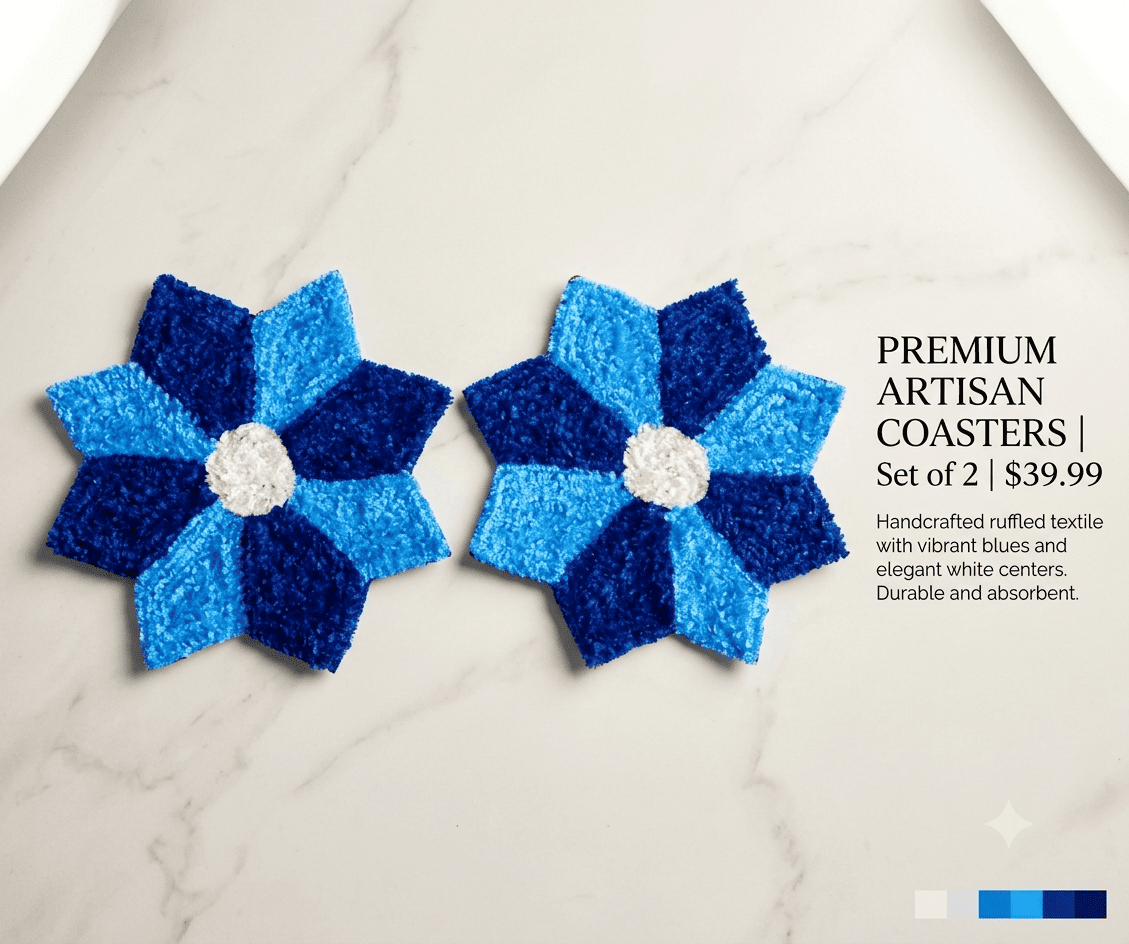 PREMIUM
ARTISAN
COASTERS |
Set of 2 | $39.99
Handcrafted ruffled textile
with vibrant blues and
elegant white centers.
Durable and absorbent.